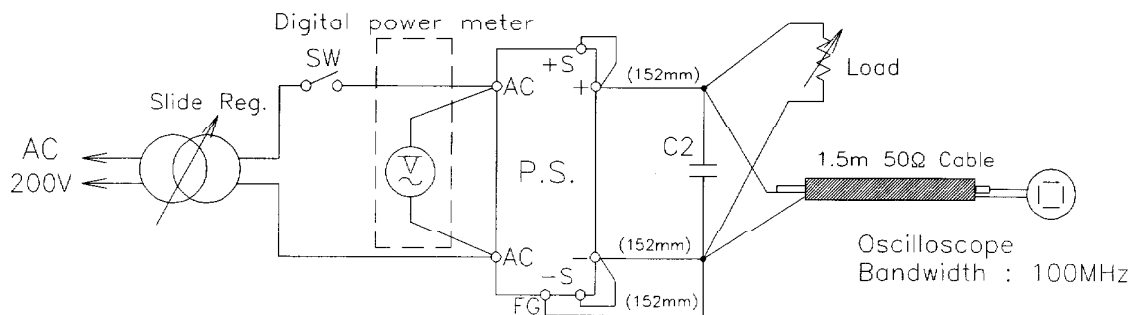 Digital power meter
SW
Slide Reg.
AC
200V
V
AC
AC
+S
+
P.S.
-
-S
FG
(152mm)
(152mm)
(152mm)
C2
Load
1.5m 50Ω Cable
Oscilloscope
Bandwidth : 100MHz